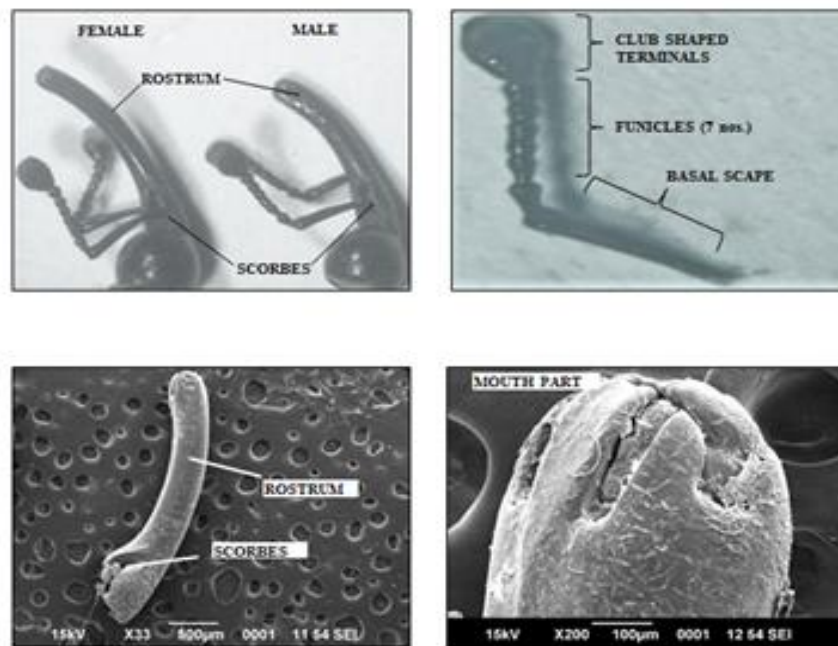 FEMALE
MALE
ROSTRUM
SCORBES
CLUB SHAPED
TERMINALS
FUNICLES (7 nos.)
BASAL SCAPE
ROSTRUM
SCORBES
15kV X33 500µm 0001 11 54 SEI
MOUTH PART
15kV X200 100µm 0001 12 54 SEI